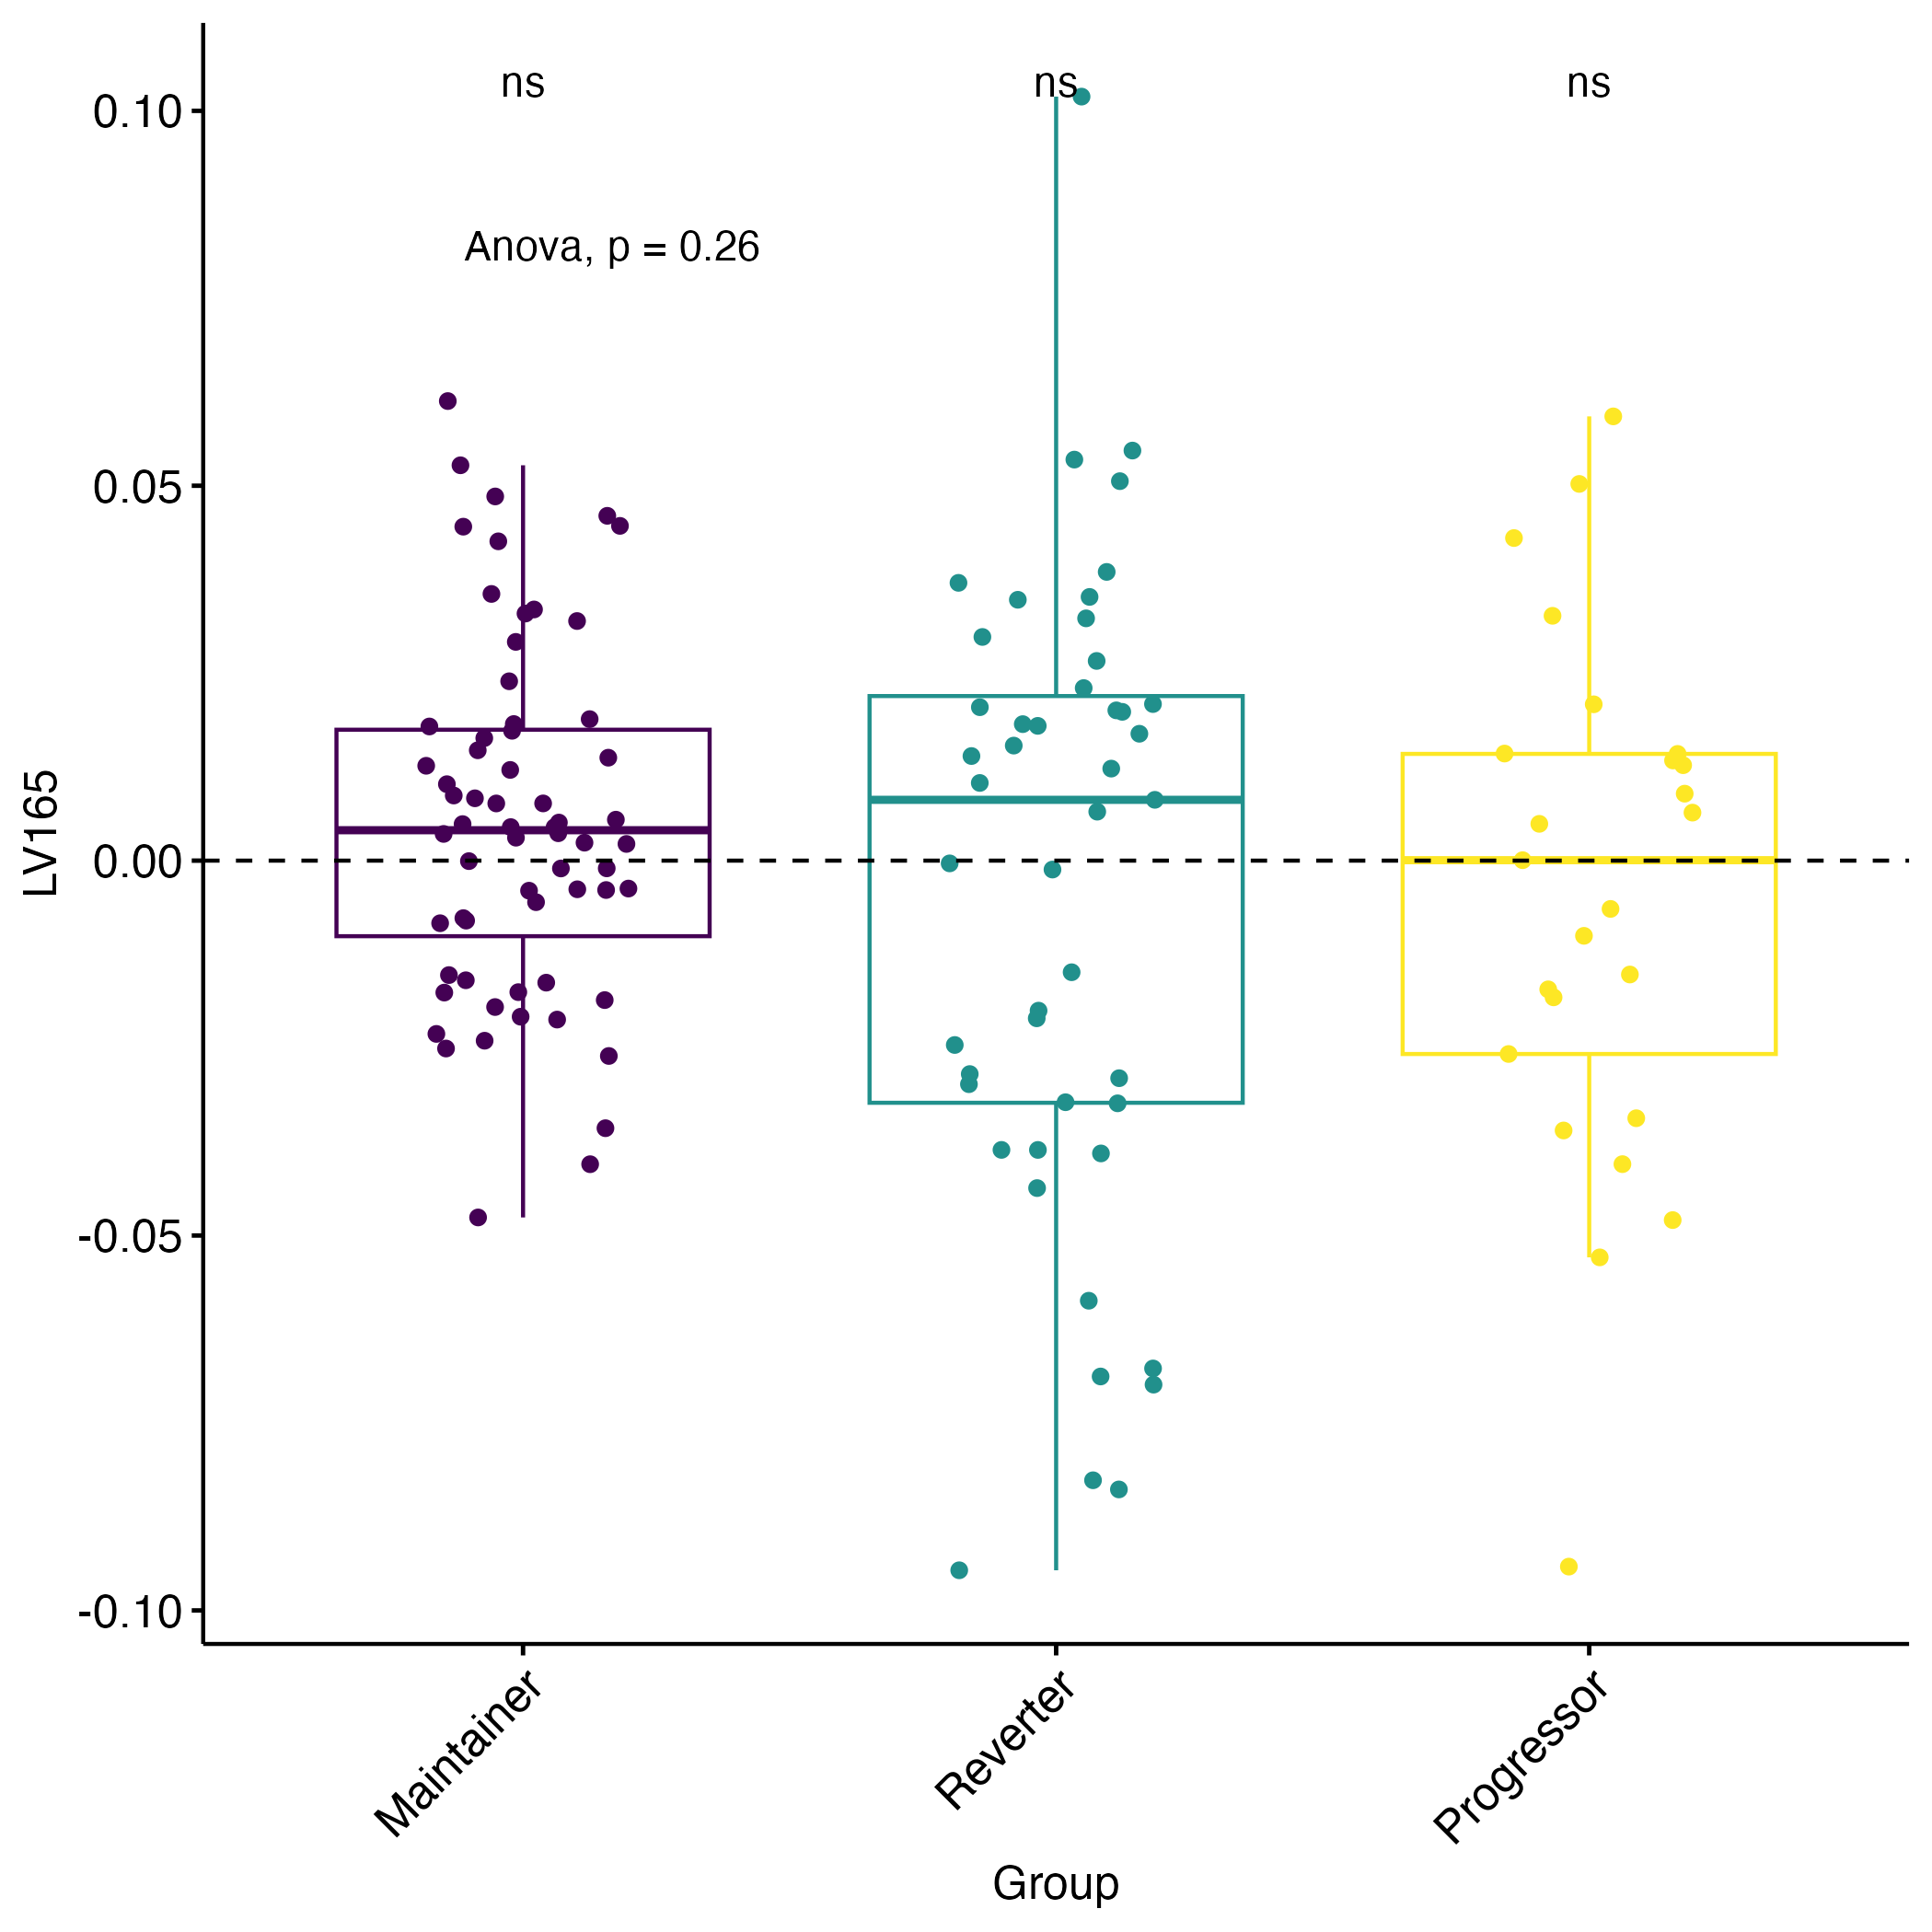 ns ns ns
Anova, p = 0.26
0.10
0.05
0.00
-0.05
-0.10
LV165
Maintainer
Reverter
Progressor
Group